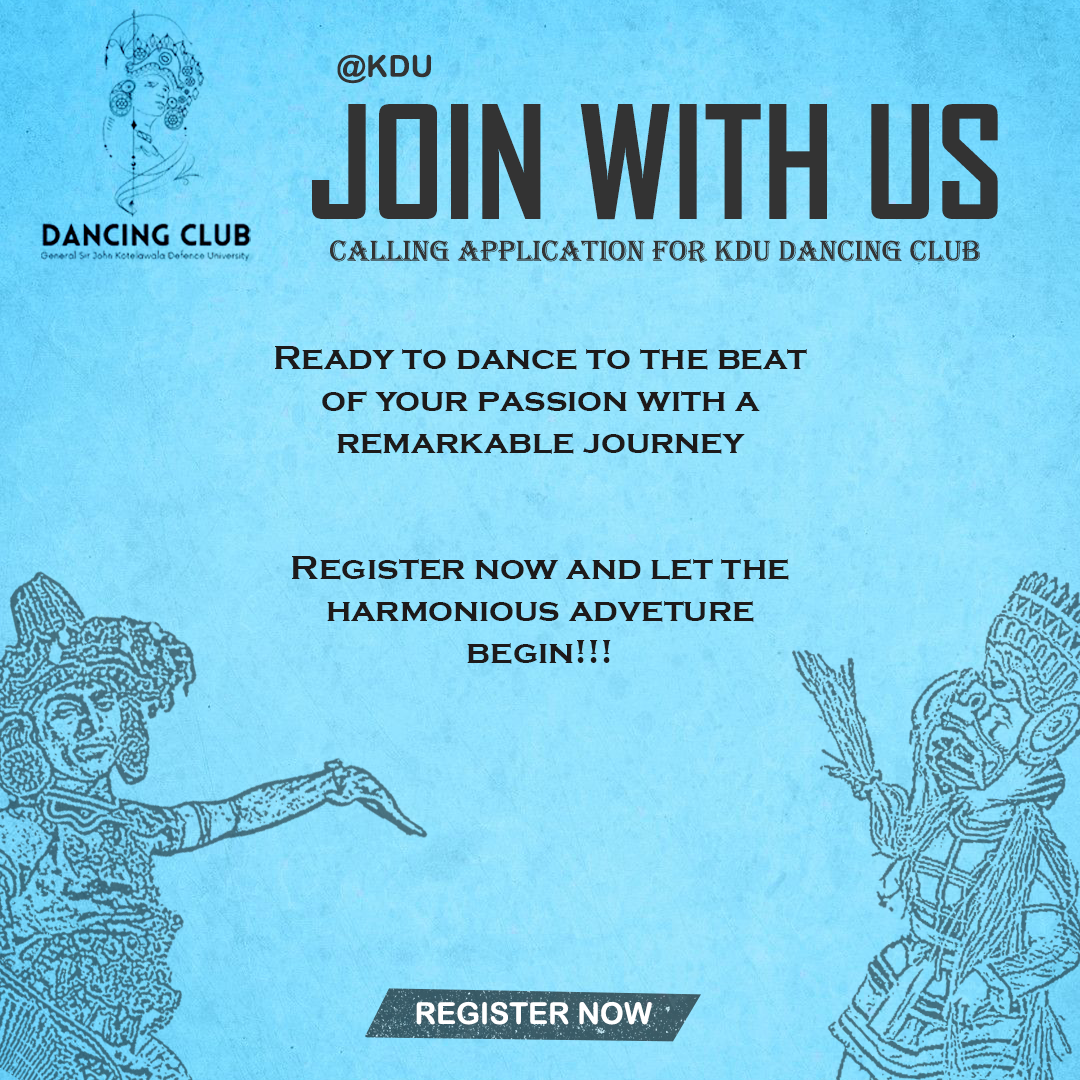 @KDU
JOIN WITH US
DANCING CLUB
General Sir John Kotelawala Defence University
CALLING APPLICATION FOR KDU DANCING CLUB
READY TO DANCE TO THE BEAT
OF YOUR PASSION WITH A
REMARKABLE JOURNEY
REGISTER NOW AND LET THE
HARMONIOUS ADVETURE
BEGIN!!!
REGISTER NOW